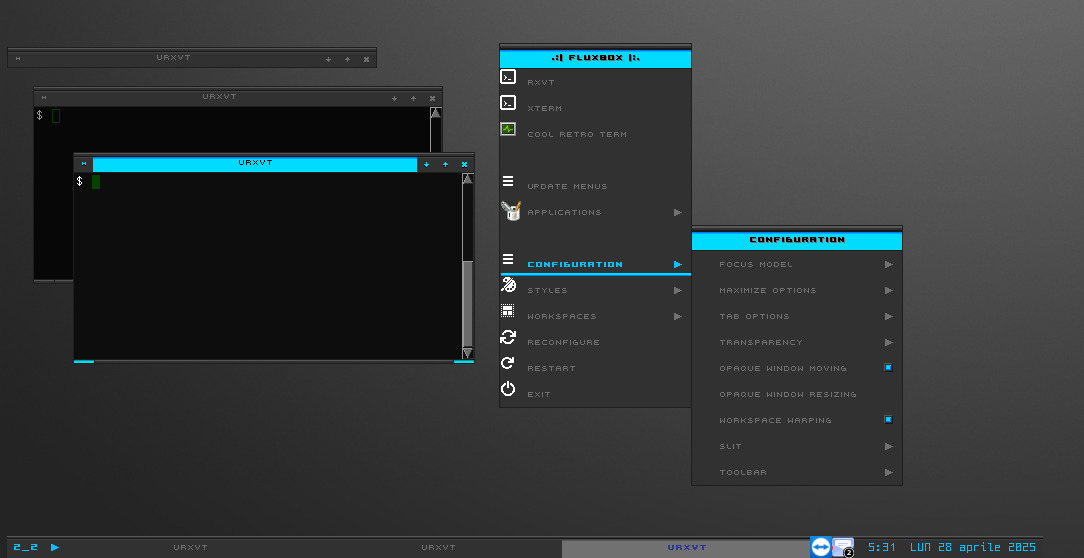 URXVT
URXVT
$
URXVT
$
.:| FLUXBOX |:.
RXVT
XTERM
COOL RETRO TERM
UPDATE MENUS
APPLICATIONS
CONFIGURATION
STYLES
WORKSPACES
RECONFIGURE
RESTART
EXIT
CONFIGURATION
FOCUS MODEL
MAXIMIZE OPTIONS
TAB OPTIONS
TRANSPARENCY
OPAQUE WINDOW MOVING
OPAQUE WINDOW RESIZING
WORKSPACE WARPING
SLIT
TOOLBAR
2_2 URXVT URXVT URXVT 2 5:31 LUN 28 aprile 2025